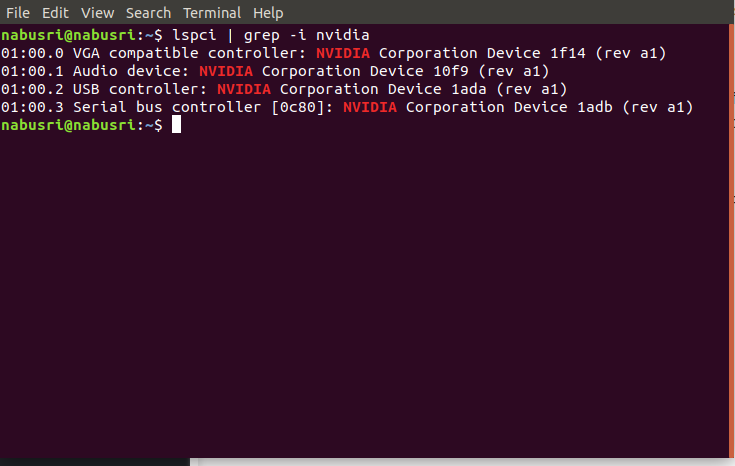 File Edit View Search Terminal Help
nabusri@nabusri:~$ lspci | grep -i nvidia
01:00.0 VGA compatible controller: NVIDIA Corporation Device 1f14 (rev a1)
01:00.1 Audio device: NVIDIA Corporation Device 10f9 (rev a1)
01:00.2 USB controller: NVIDIA Corporation Device 1ada (rev a1)
01:00.3 Serial bus controller [0c80]: NVIDIA Corporation Device 1adb (rev a1)
nabusri@nabusri:~$